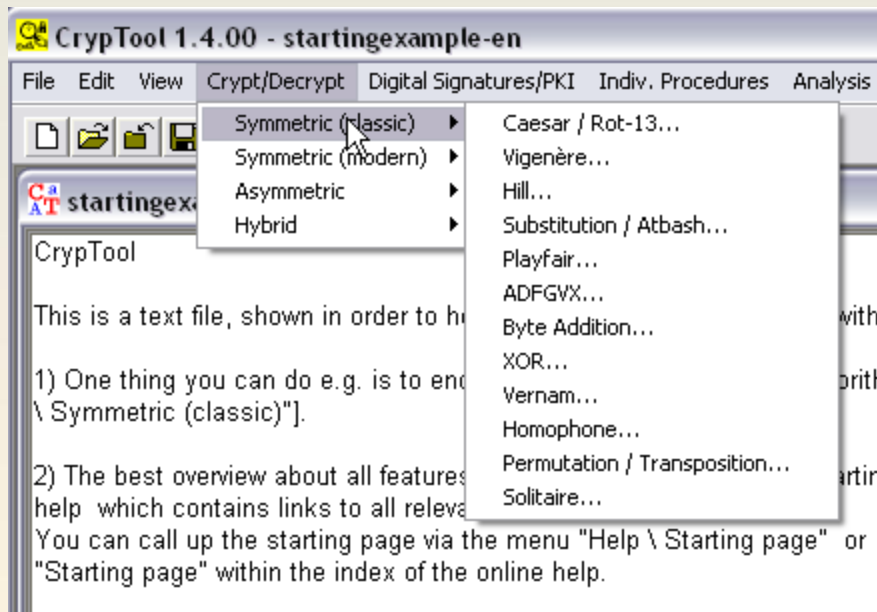 CrypTool 1.4.00 - startingexample-en
File Edit View Crypt/Decrypt Digital Signatures/PKI Indiv. Procedures Analysis
Symmetric (classic)
Symmetric (modern)
Asymmetric
Hybrid
Caesar / Rot-13...
Vigenère...
Hill...
Substitution / Atbash...
Playfair...
ADFGVX...
Byte Addition...
XOR...
Vernam...
Homophone...
Permutation / Transposition...
Solitaire...
CrypTool
This is a text file, shown in order to
1) One thing you can do e.g. is to
\ Symmetric (classic)"].
2) The best overview about all features
help which contains links to all
You can call up the starting page via the menu "Help \ Starting page" or
"Starting page" within the index of the online help.